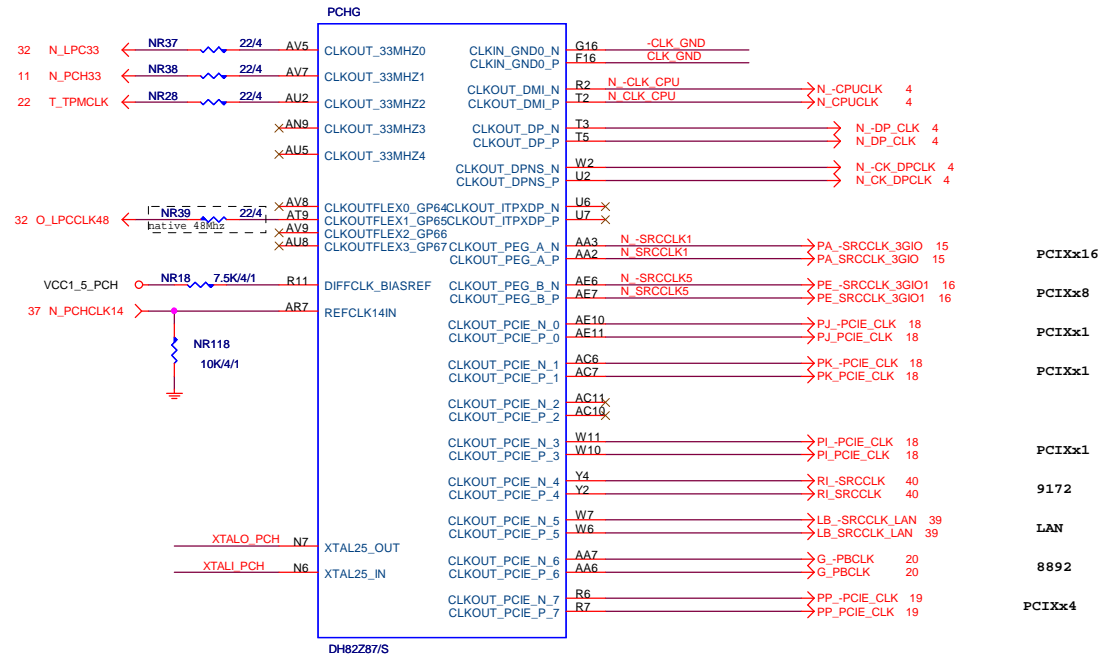 PCHG
32 N_LPC33 NR37 22/4 AV5 CLKOUT_33MHZ0 CLKIN_GND0_N G16 -CLK_GND
CLKIN_GND0_P F16 CLK_GND
11 N_PCH33 NR38 22/4 AV7 CLKOUT_33MHZ1
CLKOUT_DMI_N R2 N_-CLK_CPU N_-CPUCLK 4
22 T_TPMCLK NR28 22/4 AU2 CLKOUT_33MHZ2 CLKOUT_DMI_P T2 N_CLK_CPU N_CPUCLK 4
AN9 CLKOUT_33MHZ3 CLKOUT_DP_N T3 N_-DP_CLK 4
CLKOUT_DP_P T5 N_DP_CLK 4
AU5 CLKOUT_33MHZ4
CLKOUT_DPNS_N W2 N_-CK_DPCLK 4
CLKOUT_DPNS_P U2 N_CK_DPCLK 4
AV8 CLKOUTFLEX0_GP64 CLKOUT_ITPXDP_N U6
32 O_LPCCLK48 NR39 22/4 AT9 CLKOUTFLEX1_GP65 CLKOUT_ITPXDP_P U7
native 48Mhz AV9 CLKOUTFLEX2_GP66
AU8 CLKOUTFLEX3_GP67 CLKOUT_PEG_A_N AA3 N_-SRCCLK1 PA_-SRCCLK_3GIO 15
CLKOUT_PEG_A_P AA2 N_SRCCLK1 PA_SRCCLK_3GIO 15 PCIXx16
VCC1_5_PCH NR18 7.5K/4/1 R11 DIFFCLK_BIASREF CLKOUT_PEG_B_N AE6 N_-SRCCLK5 PE_-SRCCLK_3GIO1 16
CLKOUT_PEG_B_P AE7 N_SRCCLK5 PE_SRCCLK_3GIO1 16 PCIXx8
37 N_PCHCLK14 AR7 REFCLK14IN
CLKOUT_PCIE_N_0 AE10 PJ_-PCIE_CLK 18
CLKOUT_PCIE_P_0 AE11 PJ_PCIE_CLK 18 PCIXx1
NR118
10K/4/1
CLKOUT_PCIE_N_1 AC6 PK_-PCIE_CLK 18
CLKOUT_PCIE_P_1 AC7 PK_PCIE_CLK 18 PCIXx1
CLKOUT_PCIE_N_2 AC11
CLKOUT_PCIE_P_2 AC10
CLKOUT_PCIE_N_3 W11 PI_-PCIE_CLK 18
CLKOUT_PCIE_P_3 W10 PI_PCIE_CLK 18 PCIXx1
CLKOUT_PCIE_N_4 Y4 RI_-SRCCLK 40
CLKOUT_PCIE_P_4 Y2 RI_SRCCLK 40 9172
CLKOUT_PCIE_N_5 W7 LB_-SRCCLK_LAN 39
CLKOUT_PCIE_P_5 W6 LB_SRCCLK_LAN 39 LAN
XTALO_PCH N7 XTAL25_OUT
CLKOUT_PCIE_N_6 AA7 G_-PBCLK 20
XTALI_PCH N6 XTAL25_IN CLKOUT_PCIE_P_6 AA6 G_PBCLK 20 8892
CLKOUT_PCIE_N_7 R6 PP_-PCIE_CLK 19
CLKOUT_PCIE_P_7 R7 PP_PCIE_CLK 19 PCIXx4
DH82Z87/S